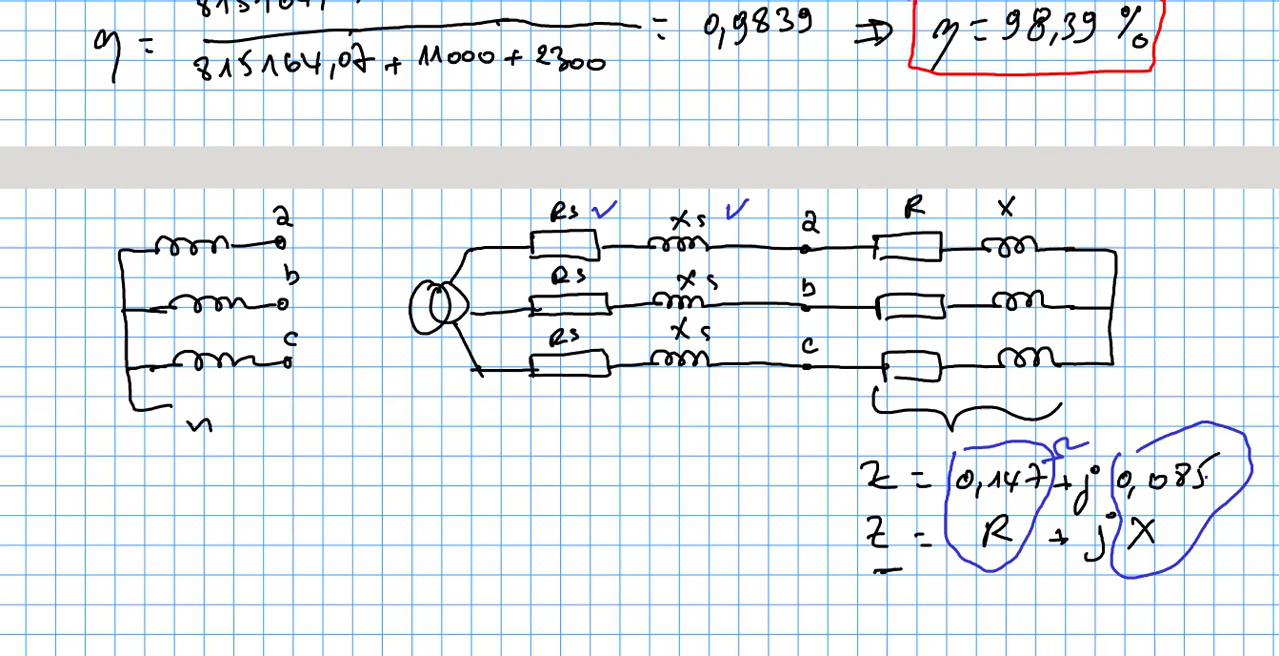 η = 815164,07 + 11000 + 2300 = 0,9839 ⇒ η = 98,39 %
a
b
c
n
Rs ✓ Xs ✓ a R X
Rs Xs b
Rs Xs c
Z = 0,147 Ω + j 0,085
Z = R + j X